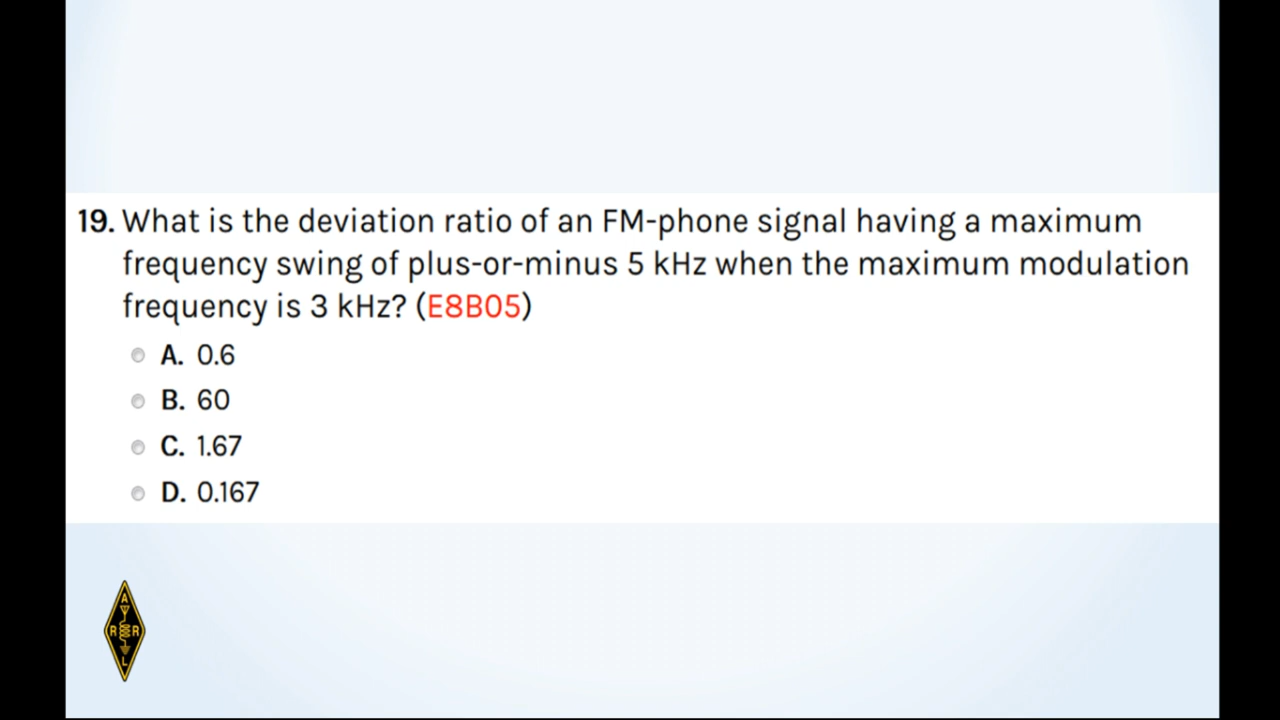 19. What is the deviation ratio of an FM-phone signal having a maximum
frequency swing of plus-or-minus 5 kHz when the maximum modulation
frequency is 3 kHz? (E8B05)
A. 0.6
B. 60
C. 1.67
D. 0.167
A
R R
L